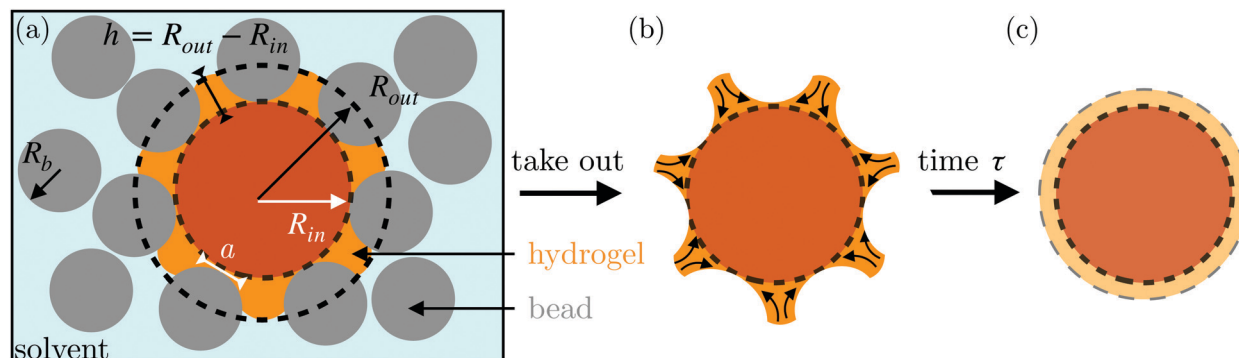 (a)
h = R_out − R_in
R_out
R_b
R_in
a
solvent
take out
hydrogel
bead
(b)
time τ
(c)